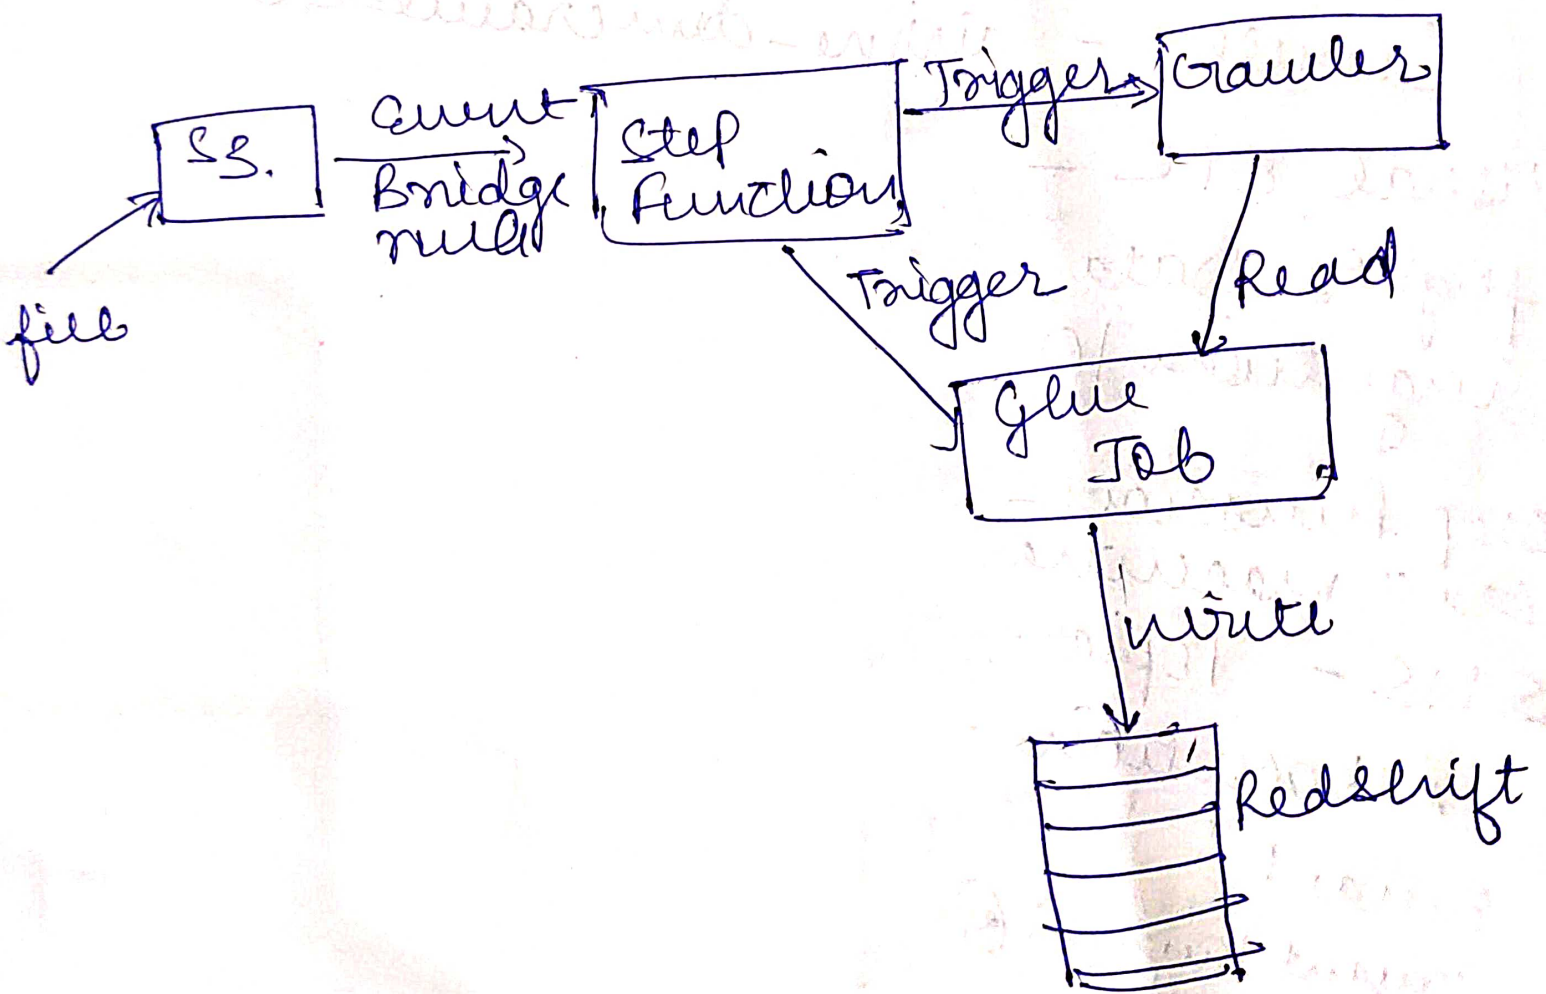 file
S3.
Event
Bridge
rule
Step
Function
Trigger
Crawler
Trigger
Read
Glue
Job
Write
Redshift